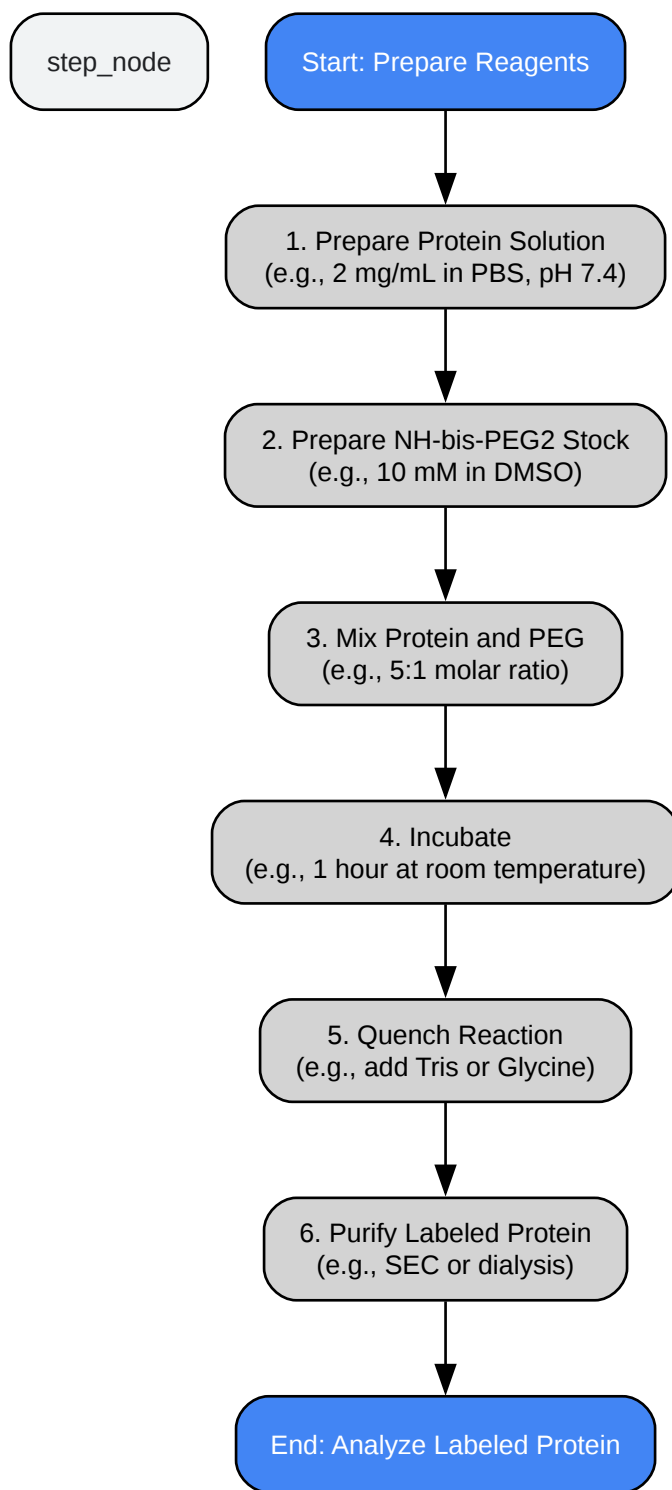 step_node
Start: Prepare Reagents
1. Prepare Protein Solution
(e.g., 2 mg/mL in PBS, pH 7.4)
2. Prepare NH-bis-PEG2 Stock
(e.g., 10 mM in DMSO)
3. Mix Protein and PEG
(e.g., 5:1 molar ratio)
4. Incubate
(e.g., 1 hour at room temperature)
5. Quench Reaction
(e.g., add Tris or Glycine)
6. Purify Labeled Protein
(e.g., SEC or dialysis)
End: Analyze Labeled Protein